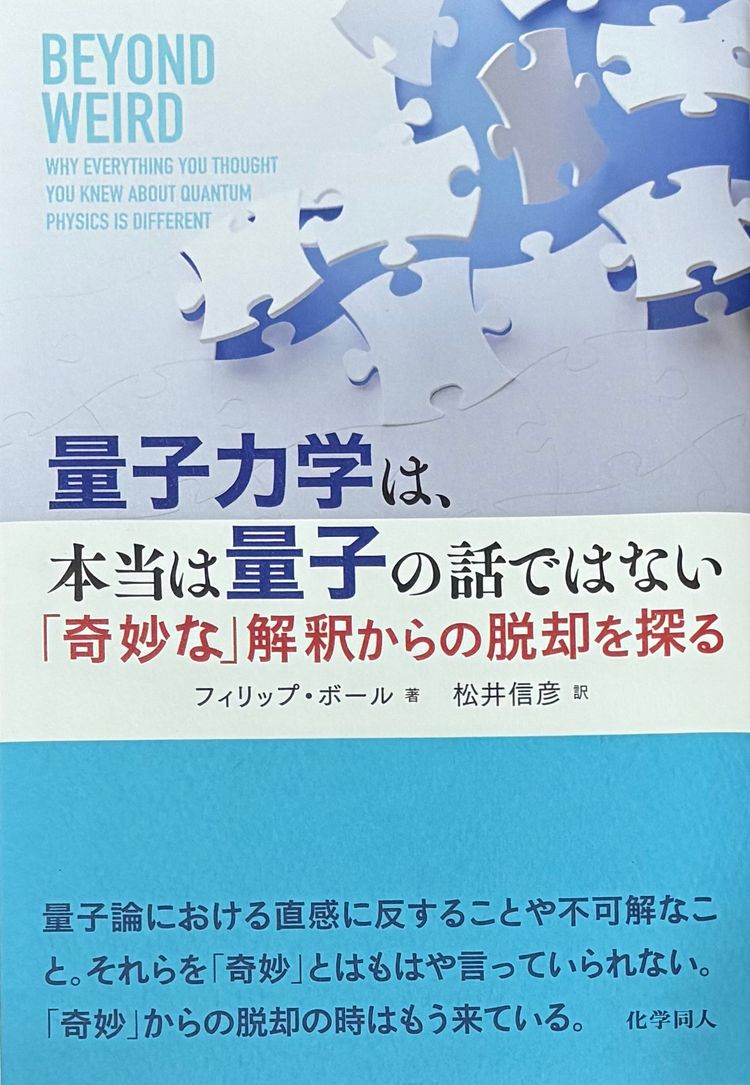 BEYOND
WEIRD
WHY EVERYTHING YOU THOUGHT
YOU KNEW ABOUT QUANTUM
PHYSICS IS DIFFERENT
量子力学は、
本当は量子の話ではない
「奇妙な」解釈からの脱却を探る
フィリップ・ボール 著 松井信彦 訳
量子論における直感に反することや不可解なこ
と。それらを「奇妙」とはもはや言っていられない。
「奇妙」からの脱却の時はもう来ている。 化学同人